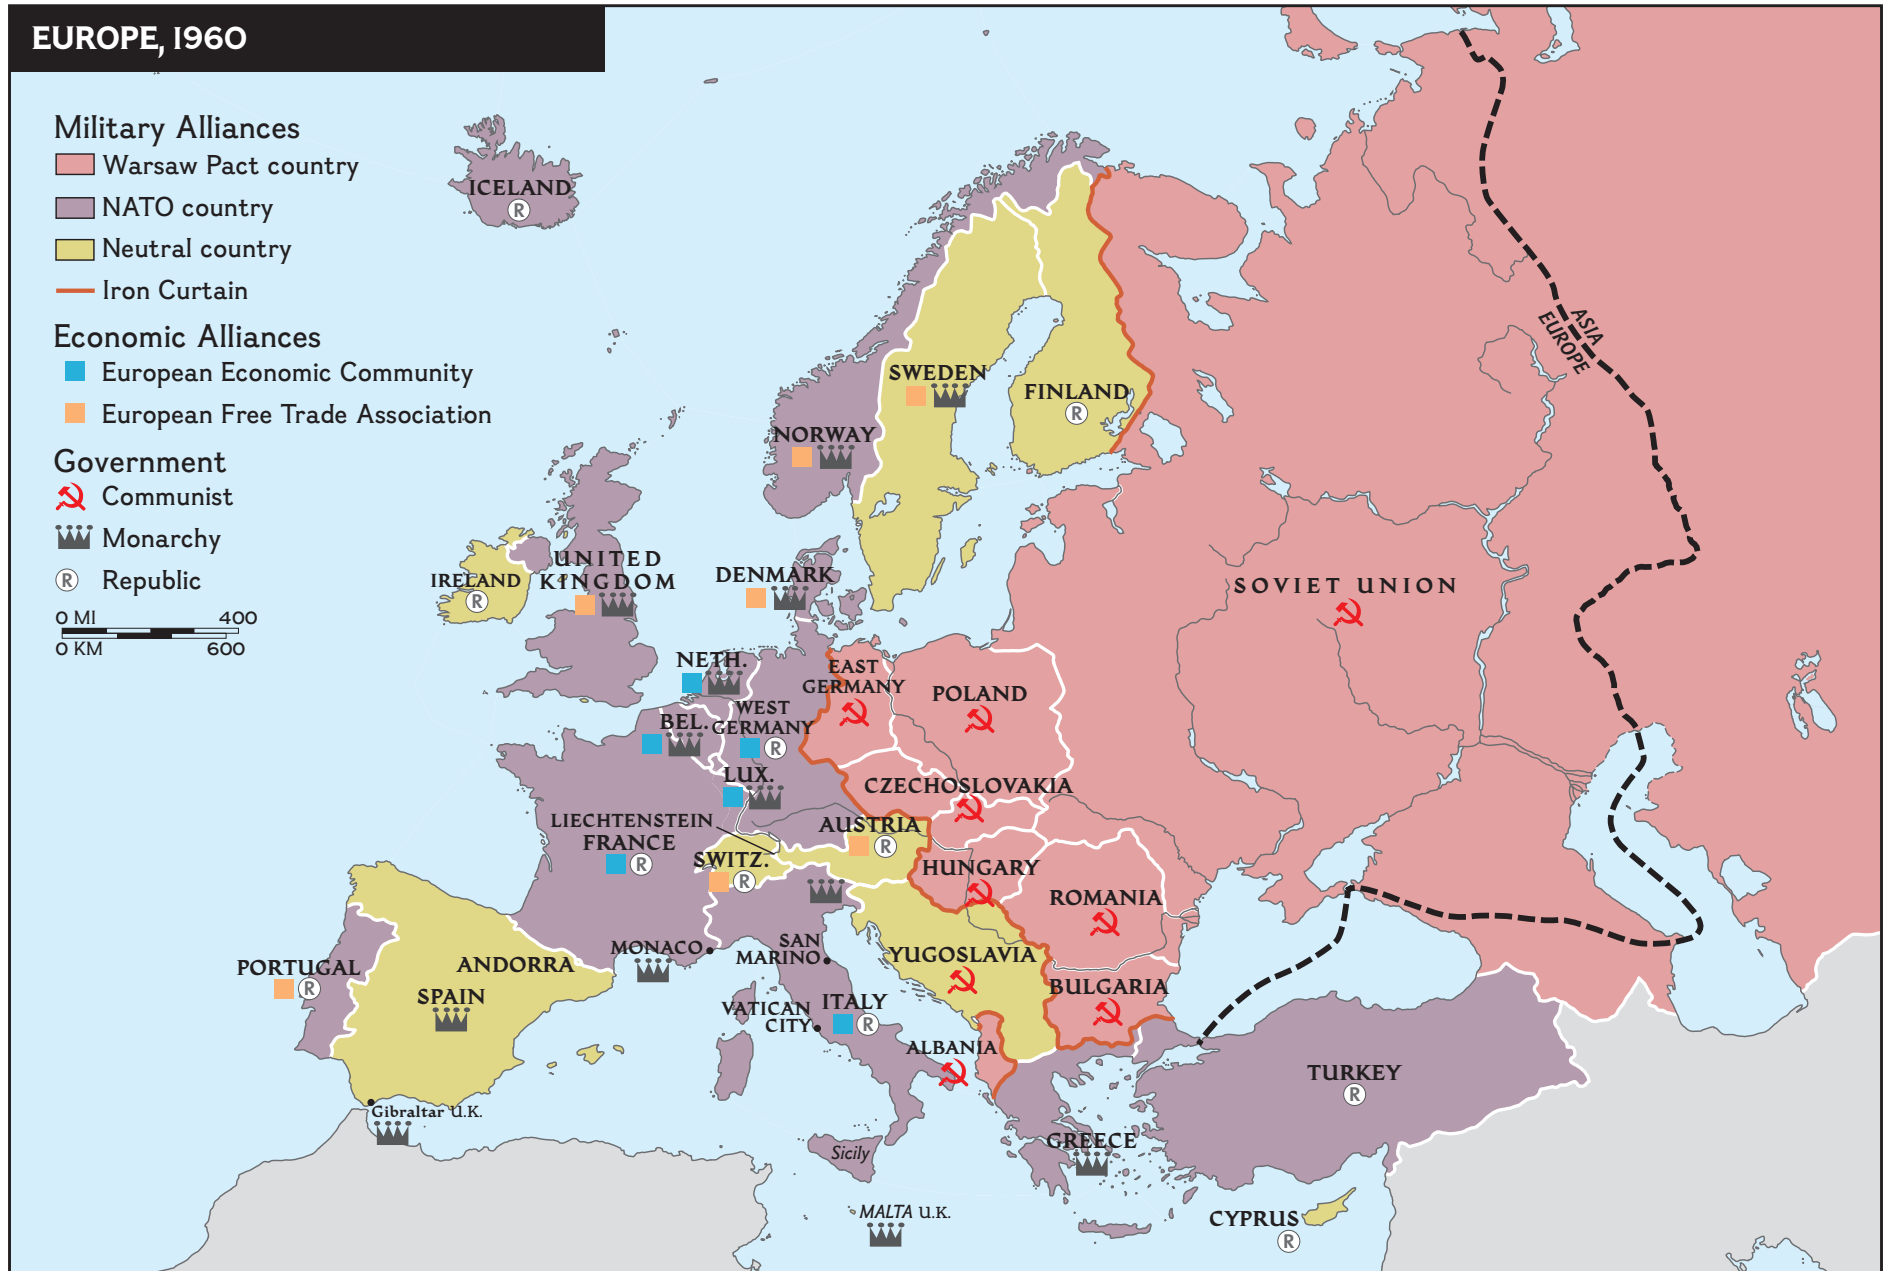 EUROPE, 1960
Military Alliances
Warsaw Pact country
NATO country
Neutral country
Iron Curtain
Economic Alliances
European Economic Community
European Free Trade Association
Government
Communist
Monarchy
R Republic
0 MI 400
0 KM 600
ICELAND
R
ASIA
EUROPE
SWEDEN
FINLAND
R
NORWAY
IRELAND
R
UNITED
KINGDOM
DENMARK
SOVIET UNION
NETH.
EAST
GERMANY
POLAND
BEL.
WEST
GERMANY
R
LUX.
CZECHOSLOVAKIA
LIECHTENSTEIN
FRANCE
R
AUSTRIA
R
SWITZ.
R
HUNGARY
ROMANIA
MONACO
SAN
MARINO
YUGOSLAVIA
PORTUGAL
R
ANDORRA
SPAIN
BULGARIA
VATICAN
CITY
ITALY
R
ALBANIA
TURKEY
R
Gibraltar U.K.
GREECE
Sicily
MALTA U.K.
CYPRUS
R